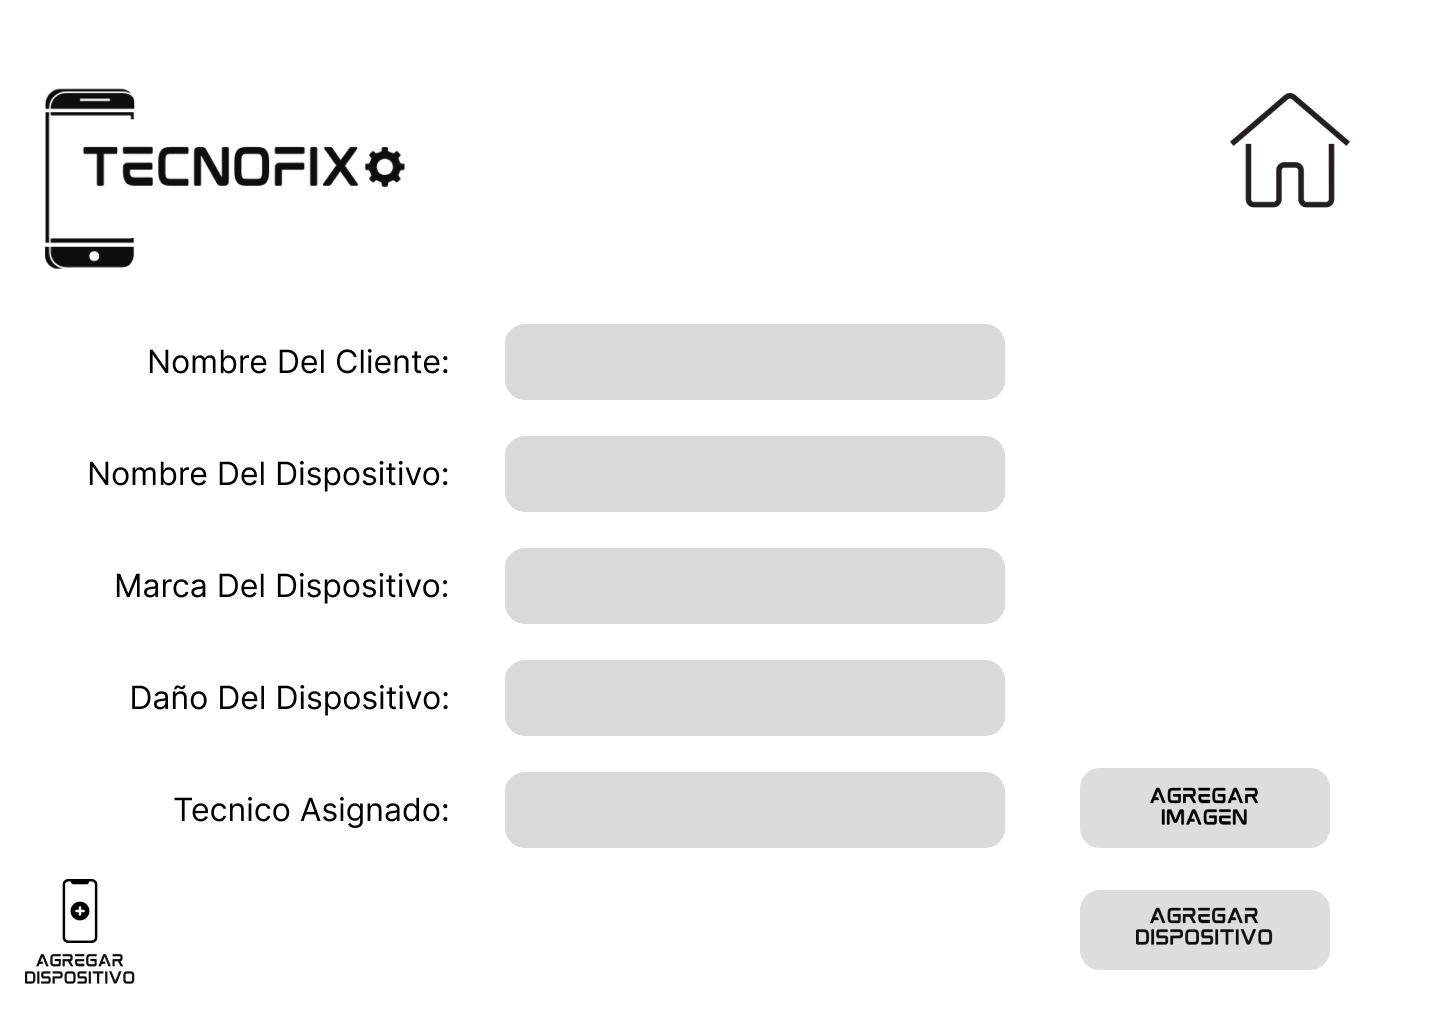 TECNOFIX
Nombre Del Cliente:
Nombre Del Dispositivo:
Marca Del Dispositivo:
Daño Del Dispositivo:
Tecnico Asignado:
AGREGAR
IMAGEN
AGREGAR
DISPOSITIVO
AGREGAR
DISPOSITIVO